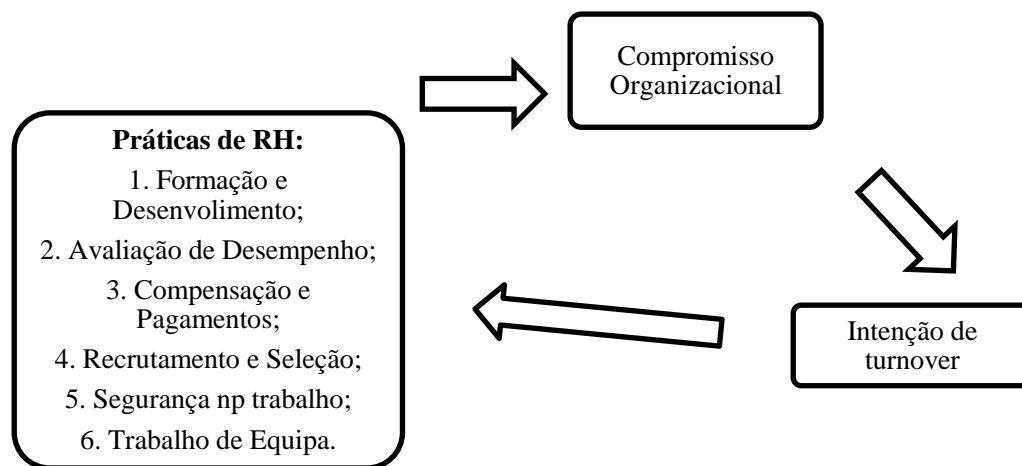 Compromisso
Organizacional
Práticas de RH:
1. Formação e
Desenvolimento;
2. Avaliação de Desempenho;
3. Compensação e
Pagamentos;
4. Recrutamento e Seleção;
5. Segurança np trabalho;
6. Trabalho de Equipa.
Intenção de
turnover